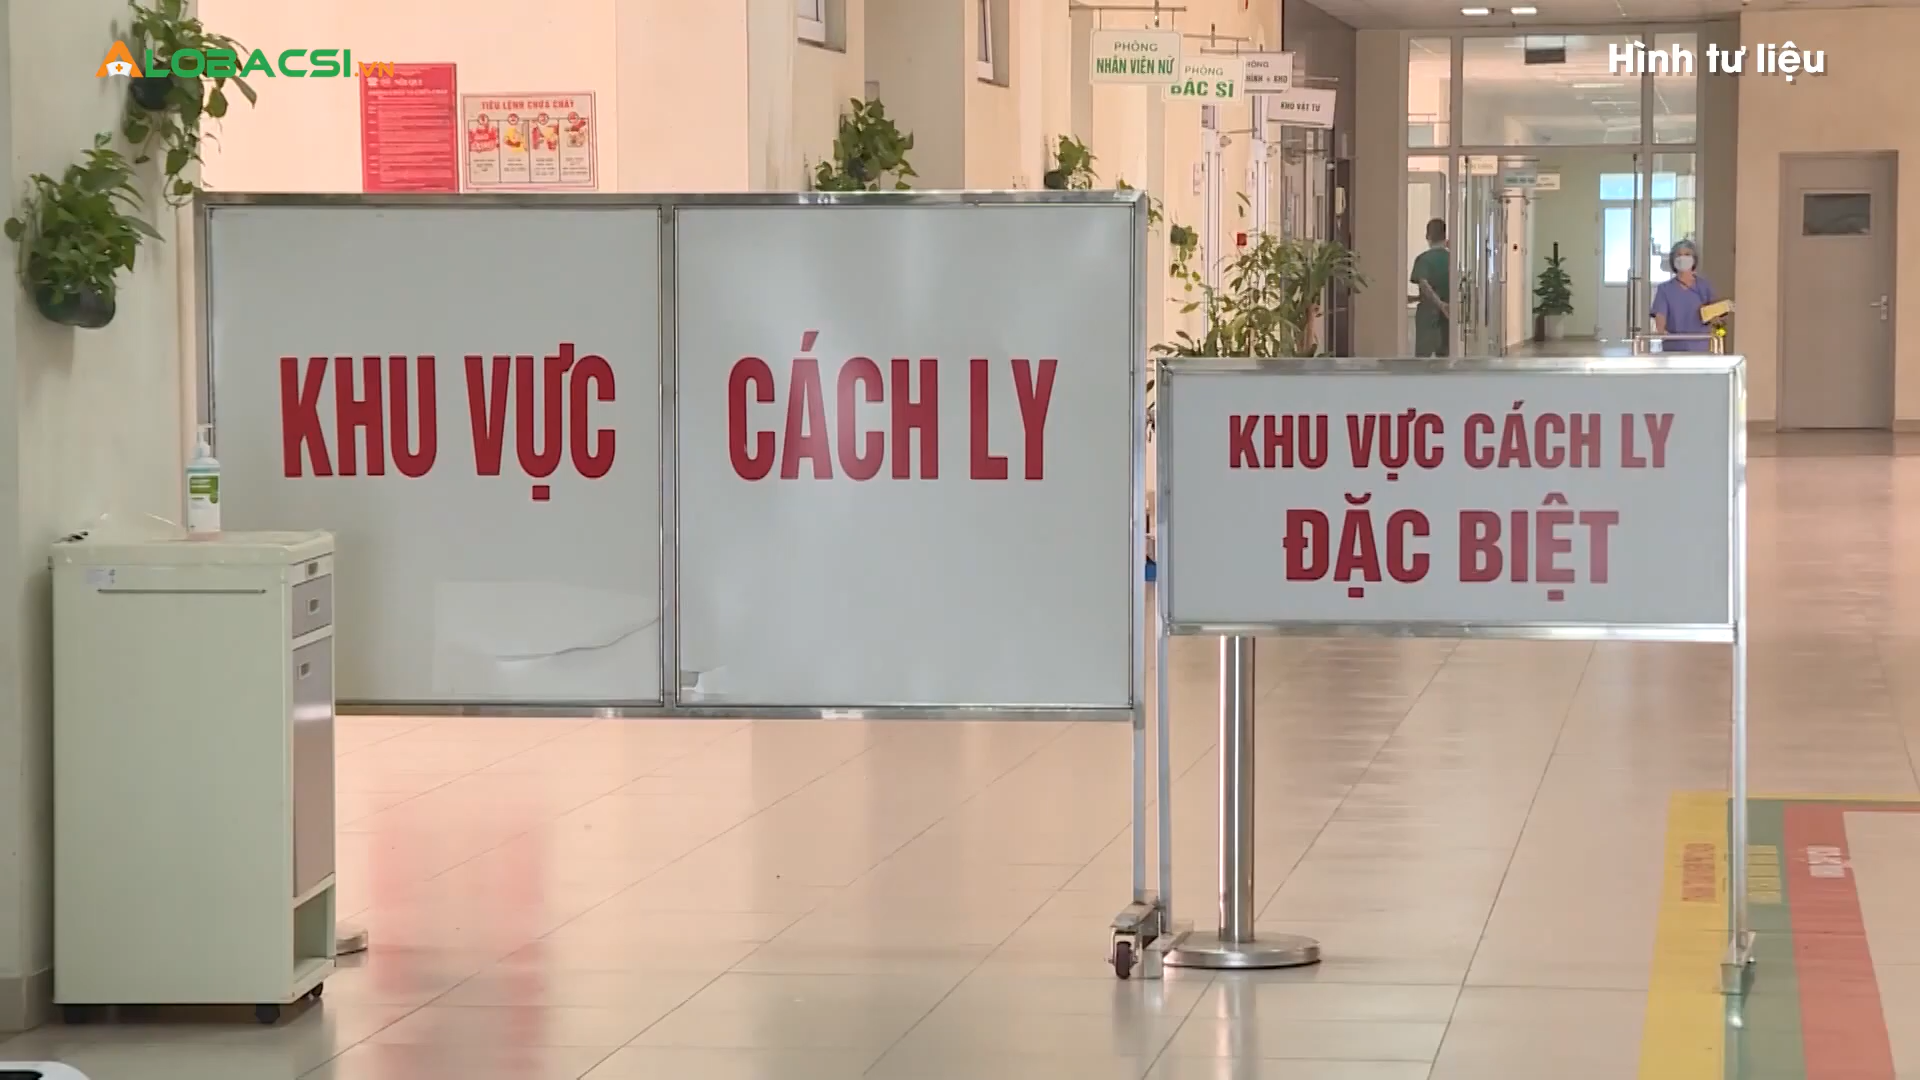 ALOBACSI.VN
Hình tư liệu
PHÒNG
NHÂN VIÊN NỮ
PHÒNG
BÁC SĨ
KHO VẬT TƯ
TIÊU LỆNH CHỮA CHÁY
KHU VỰC
CÁCH LY
KHU VỰC CÁCH LY
ĐẶC BIỆT